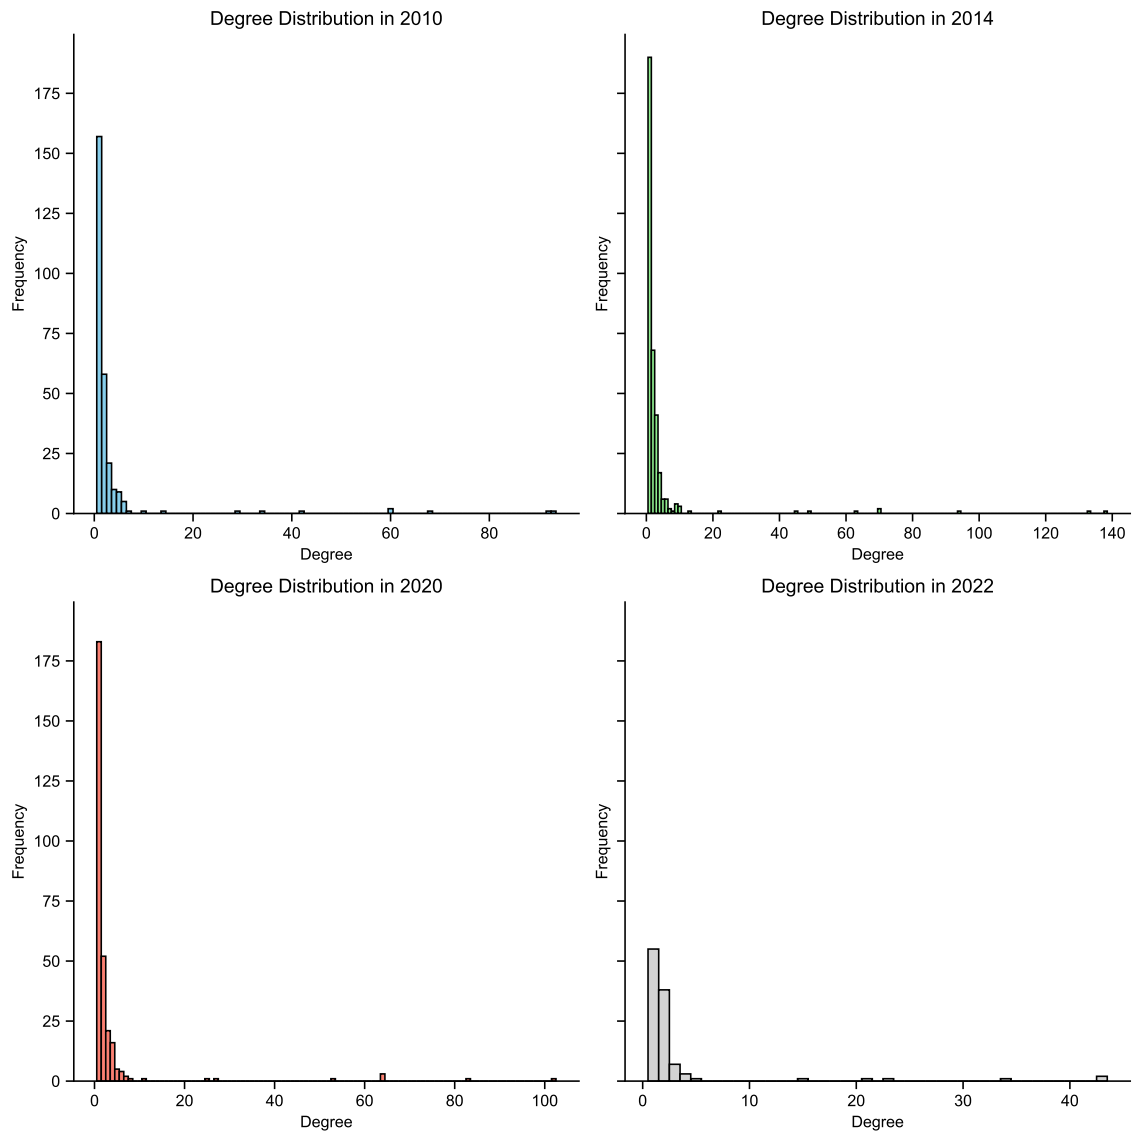 Degree Distribution in 2010
175
150
125
100
75
50
25
0
Frequency
0 20 40 60 80
Degree
Degree Distribution in 2014
Frequency
0 20 40 60 80 100 120 140
Degree
Degree Distribution in 2020
175
150
125
100
75
50
25
0
Frequency
0 20 40 60 80 100
Degree
Degree Distribution in 2022
Frequency
0 10 20 30 40
Degree